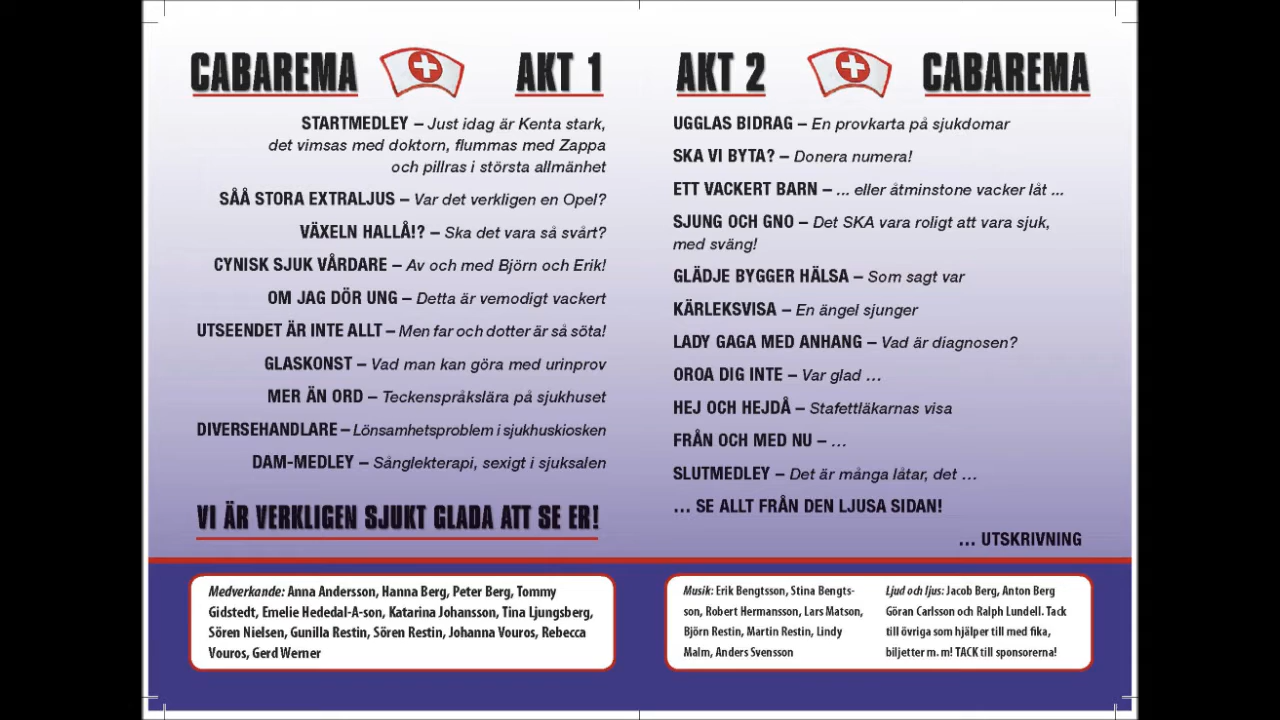 CABAREMA AKT 1
STARTMEDLEY – Just idag är Kenta stark,
det vimsas med doktorn, flummas med Zappa
och pillras i största allmänhet
SÅÅ STORA EXTRALJUS – Var det verkligen en Opel?
VÄXELN HALLÅ!? – Ska det vara så svårt?
CYNISK SJUK VÅRDARE – Av och med Björn och Erik!
OM JAG DÖR UNG – Detta är vemodigt vackert
UTSEENDET ÄR INTE ALLT – Men far och dotter är så söta!
GLASKONST – Vad man kan göra med urinprov
MER ÄN ORD – Teckenspråkslära på sjukhuset
DIVERSEHANDLARE – Lönsamhetsproblem i sjukhuskiosken
DAM-MEDLEY – Sånglekterapi, sexigt i sjuksalen
VI ÄR VERKLIGEN SJUKT GLADA ATT SE ER!
Medverkande: Anna Andersson, Hanna Berg, Peter Berg, Tommy
Gidstedt, Emelie Hededal-A-son, Katarina Johansson, Tina Ljungsberg,
Sören Nielsen, Gunilla Restin, Sören Restin, Johanna Vouros, Rebecca
Vouros, Gerd Werner
AKT 2 CABAREMA
UGGLAS BIDRAG – En provkarta på sjukdomar
SKA VI BYTA? – Donera numera!
ETT VACKERT BARN – ... eller åtminstone vacker låt ...
SJUNG OCH GNO – Det SKA vara roligt att vara sjuk,
med sväng!
GLÄDJE BYGGER HÄLSA – Som sagt var
KÄRLEKSVISA – En ängel sjunger
LADY GAGA MED ANHANG – Vad är diagnosen?
OROA DIG INTE – Var glad …
HEJ OCH HEJDÅ – Stafettläkarnas visa
FRÅN OCH MED NU – …
SLUTMEDLEY – Det är många låtar, det …
… SE ALLT FRÅN DEN LJUSA SIDAN!
… UTSKRIVNING
Musik: Erik Bengtsson, Stina Bengts-
son, Robert Hermansson, Lars Matson,
Björn Restin, Martin Restin, Lindy
Malm, Anders Svensson
Ljud och ljus: Jacob Berg, Anton Berg
Göran Carlsson och Ralph Lundell. Tack
till övriga som hjälper till med fika,
biljetter m. m! TACK till sponsorerna!